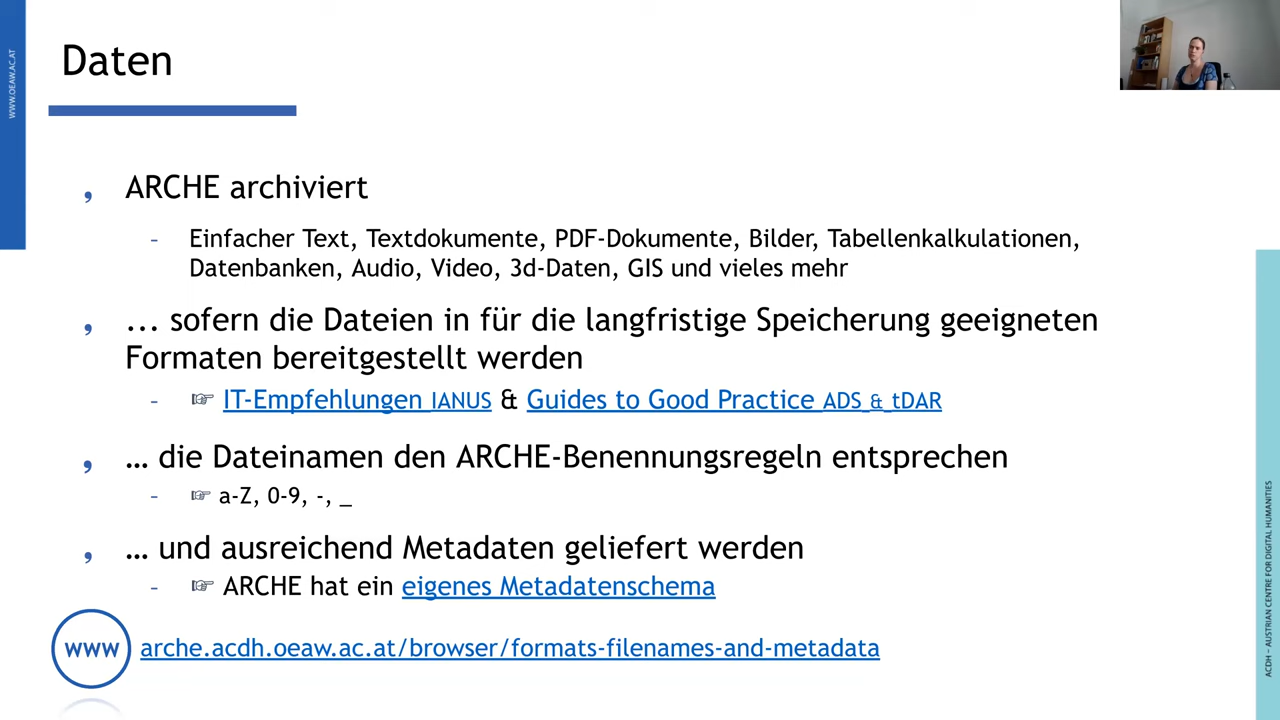 WWW.OEAW.AC.AT
Daten
, ARCHE archiviert
- Einfacher Text, Textdokumente, PDF-Dokumente, Bilder, Tabellenkalkulationen,
Datenbanken, Audio, Video, 3d-Daten, GIS und vieles mehr
, ... sofern die Dateien in für die langfristige Speicherung geeigneten
Formaten bereitgestellt werden
- ☞ IT-Empfehlungen IANUS & Guides to Good Practice ADS & tDAR
, … die Dateinamen den ARCHE-Benennungsregeln entsprechen
- ☞ a-Z, 0-9, -, _
, … und ausreichend Metadaten geliefert werden
- ☞ ARCHE hat ein eigenes Metadatenschema
www arche.acdh.oeaw.ac.at/browser/formats-filenames-and-metadata
ACDH – AUSTRIAN CENTRE FOR DIGITAL HUMANITIES